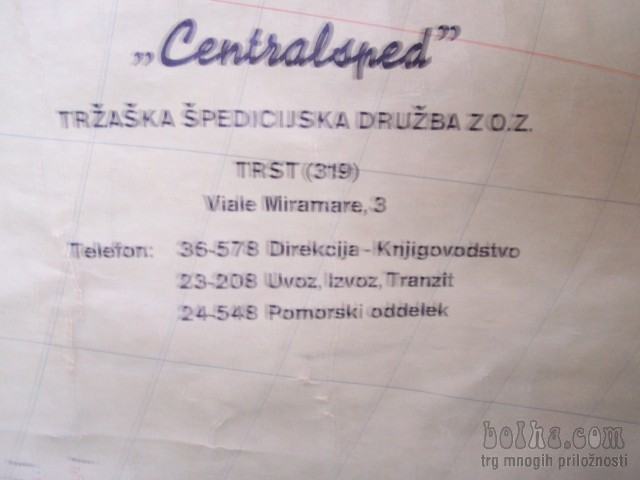 „Centralsped”
TRŽAŠKA ŠPEDICIJSKA DRUŽBA Z O. Z.
TRST (319)
Viale Miramare, 3
Telefon: 36-578 Direkcija - Knjigovodstvo
23-208 Uvoz, Izvoz, Tranzit
24-548 Pomorski oddelek
bolha.com
trg mnogih priložnosti